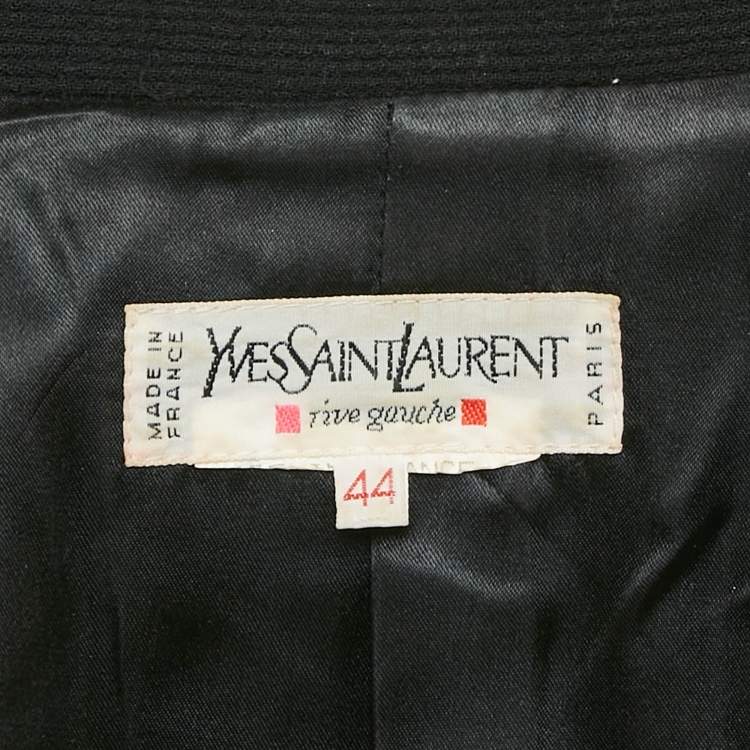 MADE IN
FRANCE
YVESSAINTLAURENT
rive gauche
PARIS
44